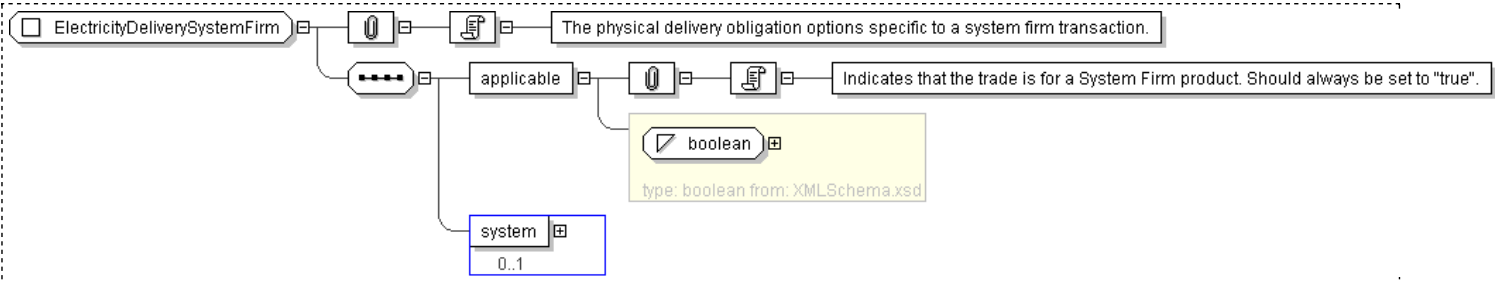 ElectricityDeliverySystemFirm
The physical delivery obligation options specific to a system firm transaction.
applicable
Indicates that the trade is for a System Firm product. Should always be set to "true".
boolean
type: boolean from: XMLSchema.xsd
system
0..1